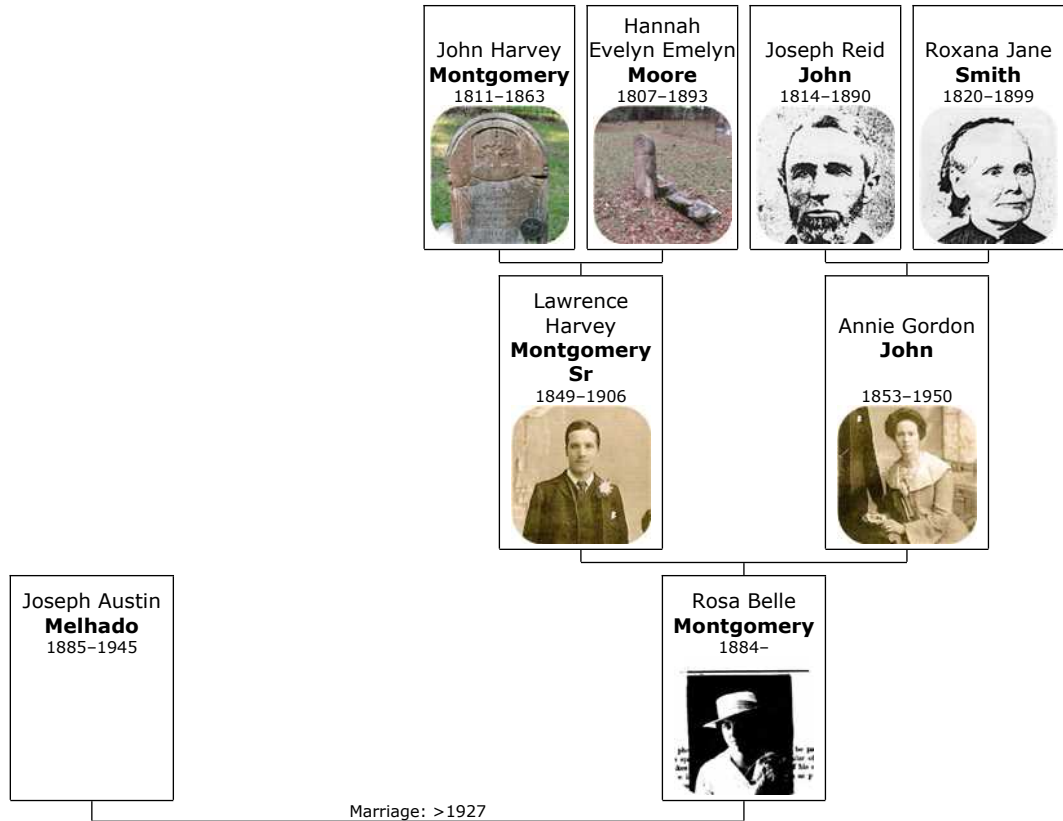 John Harvey
Montgomery
1811–1863
Hannah
Evelyn Emelyn
Moore
1807–1893
Joseph Reid
John
1814–1890
Roxana Jane
Smith
1820–1899
Lawrence
Harvey
Montgomery
Sr
1849–1906
Annie Gordon
John
1853–1950
Joseph Austin
Melhado
1885–1945
Rosa Belle
Montgomery
1884–
Marriage: >1927